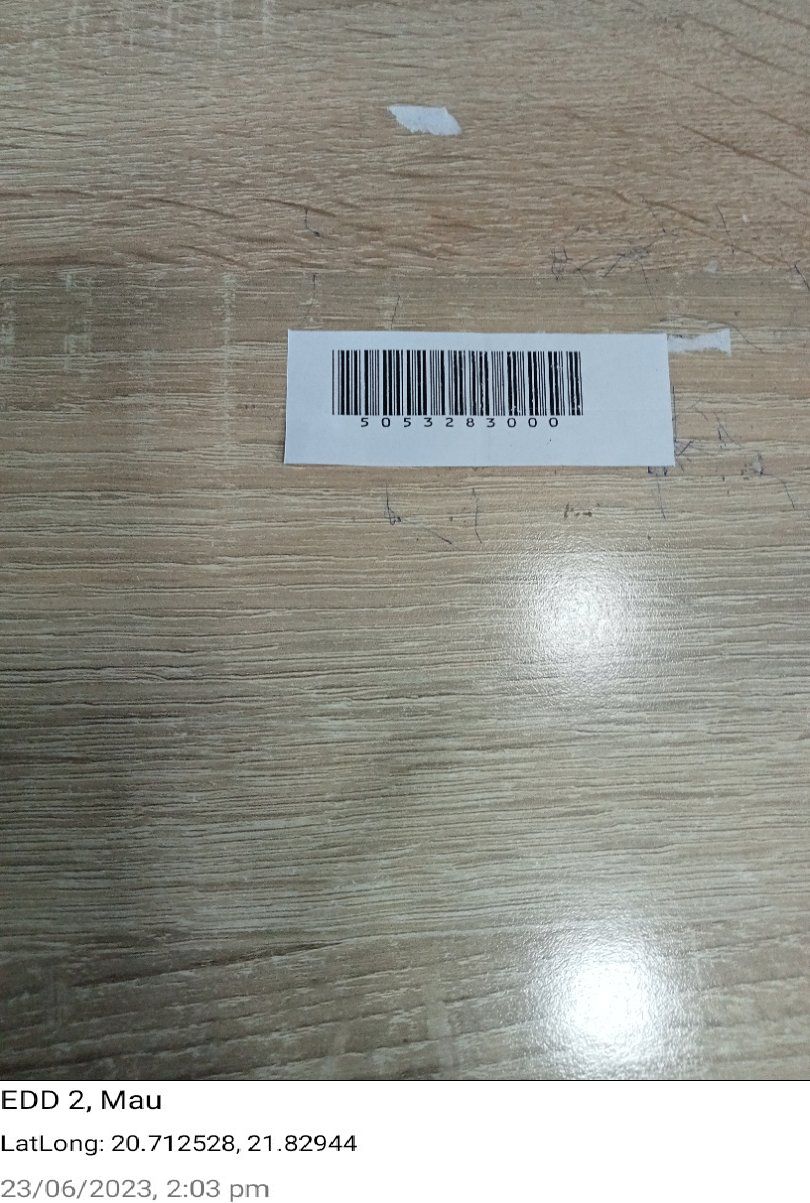 5053283000
EDD 2, Mau
LatLong: 20.712528, 21.82944
23/06/2023, 2:03 pm